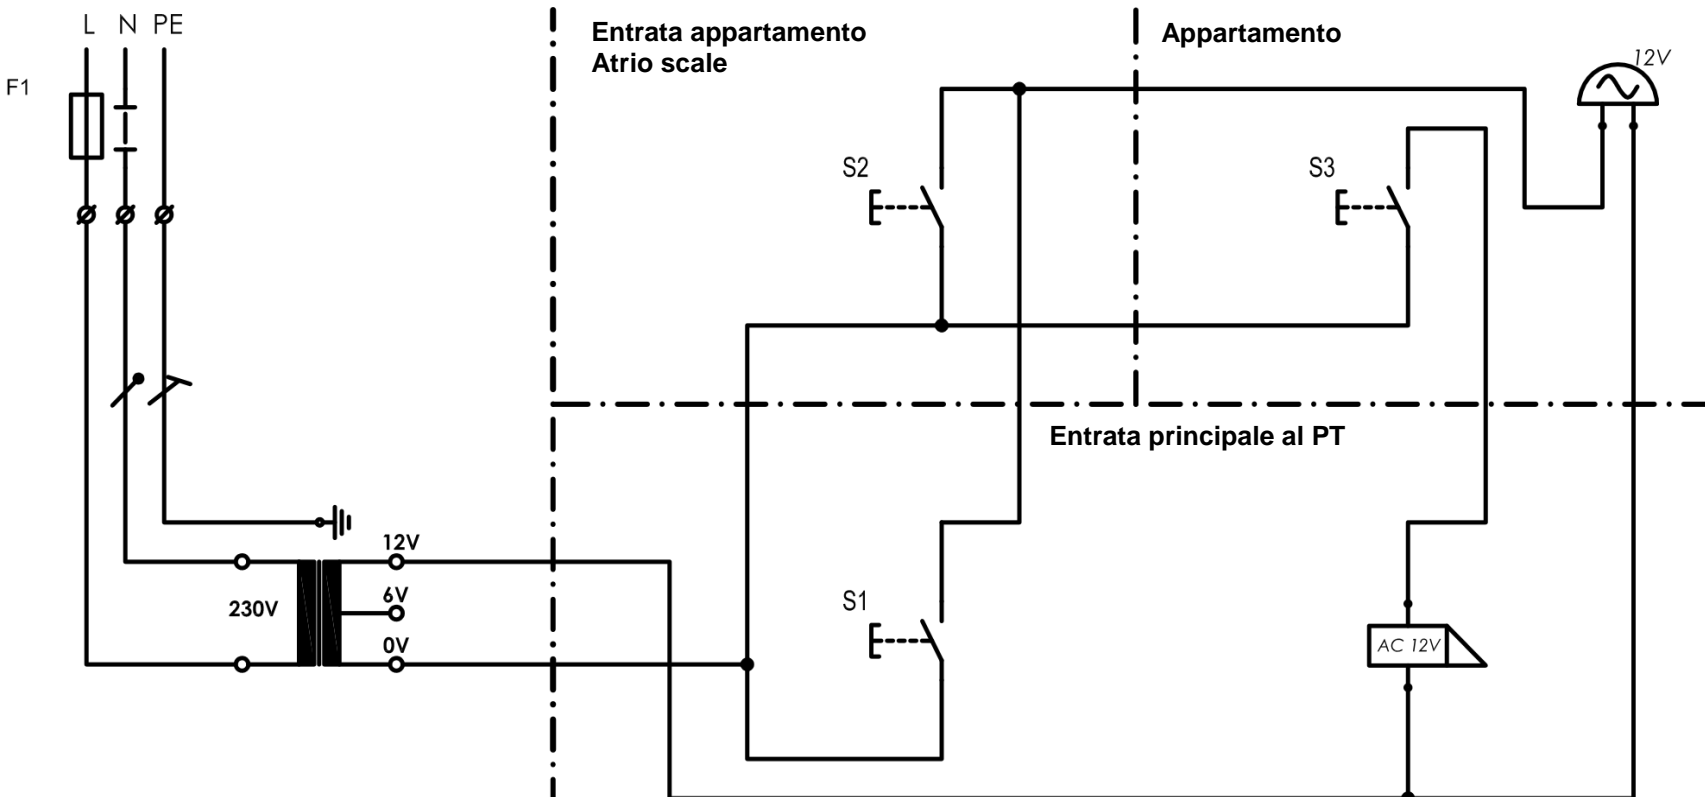 L N PE
F1
Entrata appartamento
Atrio scale
Appartamento
12V
S2
S3
Entrata principale al PT
12V
6V
230V
0V
S1
AC 12V